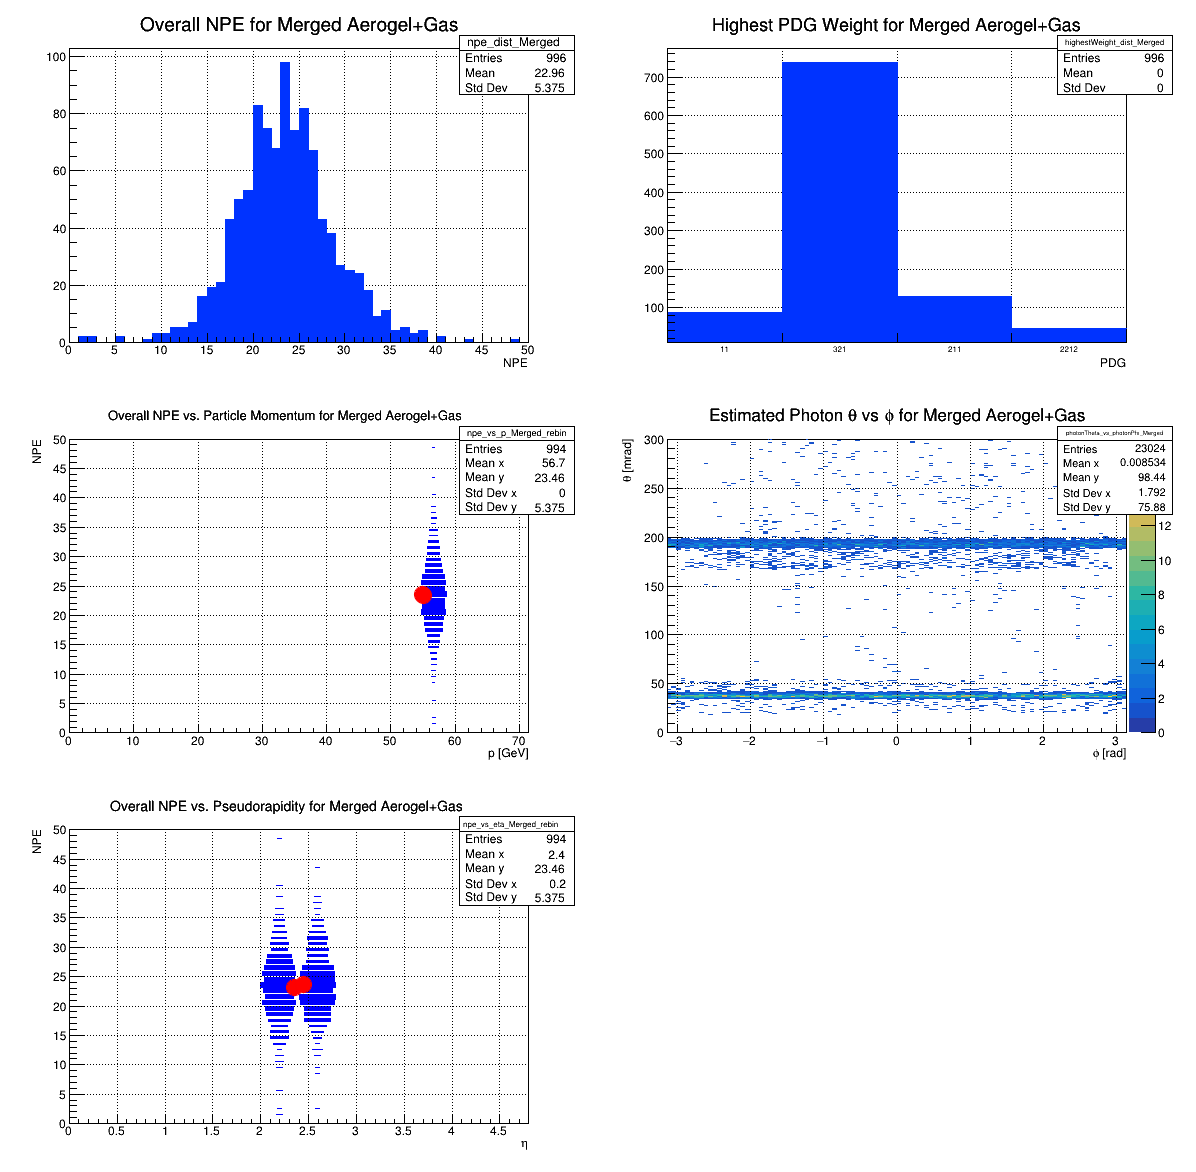 Overall NPE for Merged Aerogel+Gas
npe_dist_Merged
Entries 996
Mean 22.96
Std Dev 5.375
100
80
60
40
20
0
0 5 10 15 20 25 30 35 40 45 50
NPE
Highest PDG Weight for Merged Aerogel+Gas
highestWeight_dist_Merged
Entries 996
Mean 0
Std Dev 0
700
600
500
400
300
200
100
11 321 211 2212
PDG
Overall NPE vs. Particle Momentum for Merged Aerogel+Gas
npe_vs_p_Merged_rebin
Entries 994
Mean x 56.7
Mean y 23.46
Std Dev x 0
Std Dev y 5.375
NPE
50
45
40
35
30
25
20
15
10
5
0
0 10 20 30 40 50 60 70
p [GeV]
Estimated Photon θ vs ϕ for Merged Aerogel+Gas
photonTheta_vs_photonPhi_Merged
Entries 23024
Mean x 0.008534
Mean y 98.44
Std Dev x 1.792
Std Dev y 75.88
θ [mrad]
300
250
200
150
100
50
0
−3 −2 −1 0 1 2 3
ϕ [rad]
12
10
8
6
4
2
0
Overall NPE vs. Pseudorapidity for Merged Aerogel+Gas
npe_vs_eta_Merged_rebin
Entries 994
Mean x 2.4
Mean y 23.46
Std Dev x 0.2
Std Dev y 5.375
NPE
50
45
40
35
30
25
20
15
10
5
0
0 0.5 1 1.5 2 2.5 3 3.5 4 4.5
η